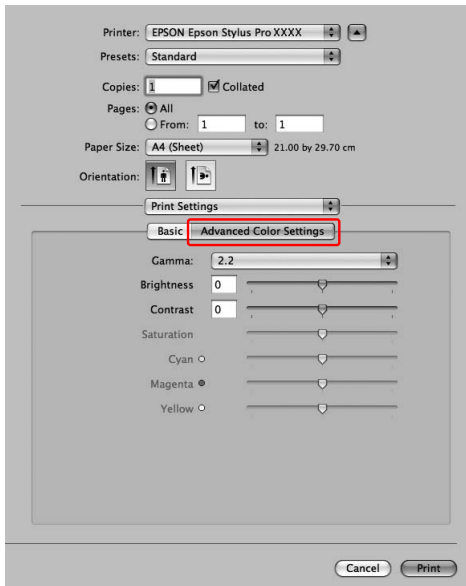 Printer: EPSON Epson Stylus Pro XXXX
Presets: Standard
Copies: 1 Collated
Pages: All
From: 1 to: 1
Paper Size: A4 (Sheet) 21.00 by 29.70 cm
Orientation:
Print Settings
Basic Advanced Color Settings
Gamma: 2.2
Brightness 0
Contrast 0
Saturation
Cyan
Magenta
Yellow
Cancel Print